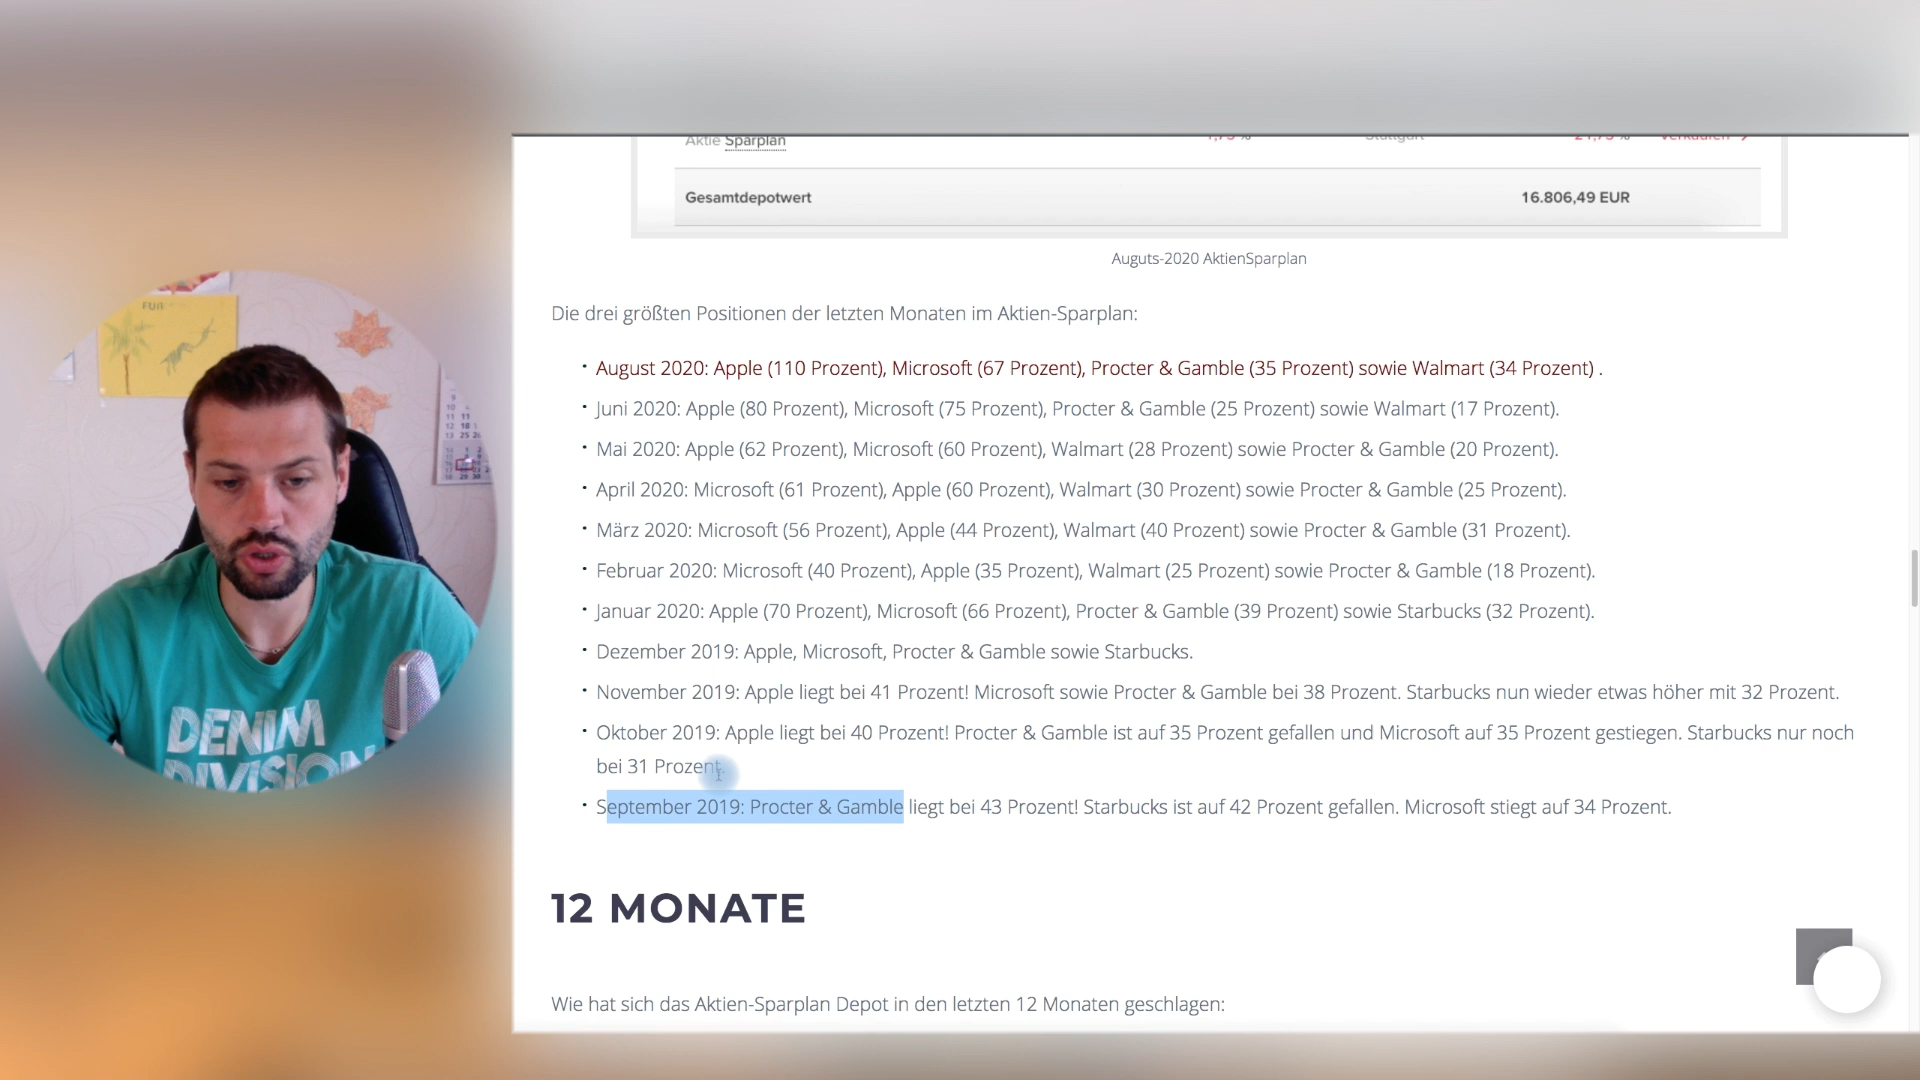 Aktie Sparplan
Stuttgart
Verkaufen
Gesamtdepotwert 16.806,49 EUR
Auguts-2020 AktienSparplan
Die drei größten Positionen der letzten Monaten im Aktien-Sparplan:
· August 2020: Apple (110 Prozent), Microsoft (67 Prozent), Procter & Gamble (35 Prozent) sowie Walmart (34 Prozent) .
· Juni 2020: Apple (80 Prozent), Microsoft (75 Prozent), Procter & Gamble (25 Prozent) sowie Walmart (17 Prozent).
· Mai 2020: Apple (62 Prozent), Microsoft (60 Prozent), Walmart (28 Prozent) sowie Procter & Gamble (20 Prozent).
· April 2020: Microsoft (61 Prozent), Apple (60 Prozent), Walmart (30 Prozent) sowie Procter & Gamble (25 Prozent).
· März 2020: Microsoft (56 Prozent), Apple (44 Prozent), Walmart (40 Prozent) sowie Procter & Gamble (31 Prozent).
· Februar 2020: Microsoft (40 Prozent), Apple (35 Prozent), Walmart (25 Prozent) sowie Procter & Gamble (18 Prozent).
· Januar 2020: Apple (70 Prozent), Microsoft (66 Prozent), Procter & Gamble (39 Prozent) sowie Starbucks (32 Prozent).
· Dezember 2019: Apple, Microsoft, Procter & Gamble sowie Starbucks.
· November 2019: Apple liegt bei 41 Prozent! Microsoft sowie Procter & Gamble bei 38 Prozent. Starbucks nun wieder etwas höher mit 32 Prozent.
· Oktober 2019: Apple liegt bei 40 Prozent! Procter & Gamble ist auf 35 Prozent gefallen und Microsoft auf 35 Prozent gestiegen. Starbucks nur noch
bei 31 Prozent.
· September 2019: Procter & Gamble liegt bei 43 Prozent! Starbucks ist auf 42 Prozent gefallen. Microsoft stiegt auf 34 Prozent.
12 MONATE
Wie hat sich das Aktien-Sparplan Depot in den letzten 12 Monaten geschlagen:
DENIM
DIVISION